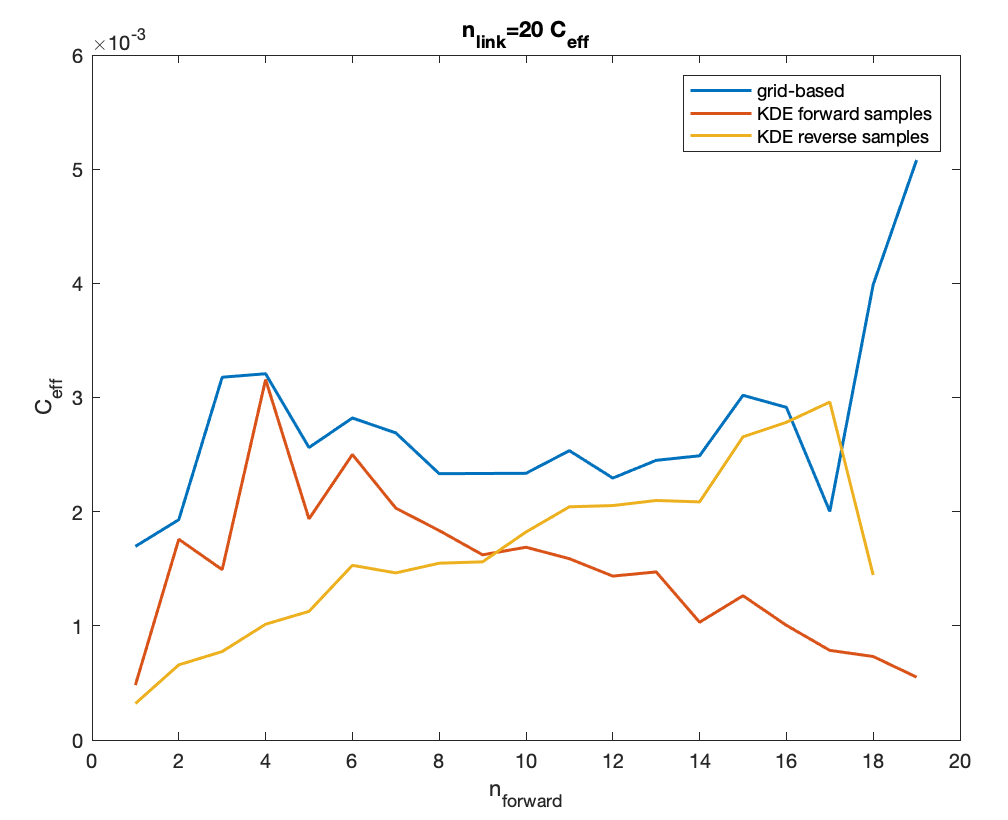 n_link=20 C_eff
×10^-3
6
5
4
3
2
1
0
C_eff
grid-based
KDE forward samples
KDE reverse samples
0 2 4 6 8 10 12 14 16 18 20
n_forward